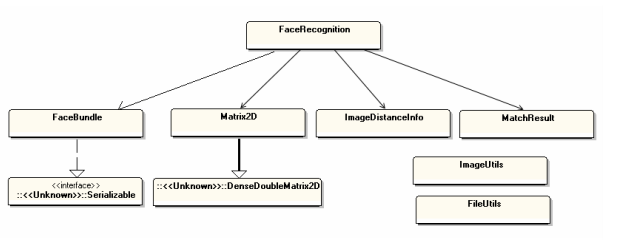 FaceRecognition
FaceBundle
Matrix2D
ImageDistanceInfo
MatchResult
<<interface>>
::<<Unknown>>::Serializable
::<<Unknown>>::DenseDoubleMatrix2D
ImageUtils
FileUtils